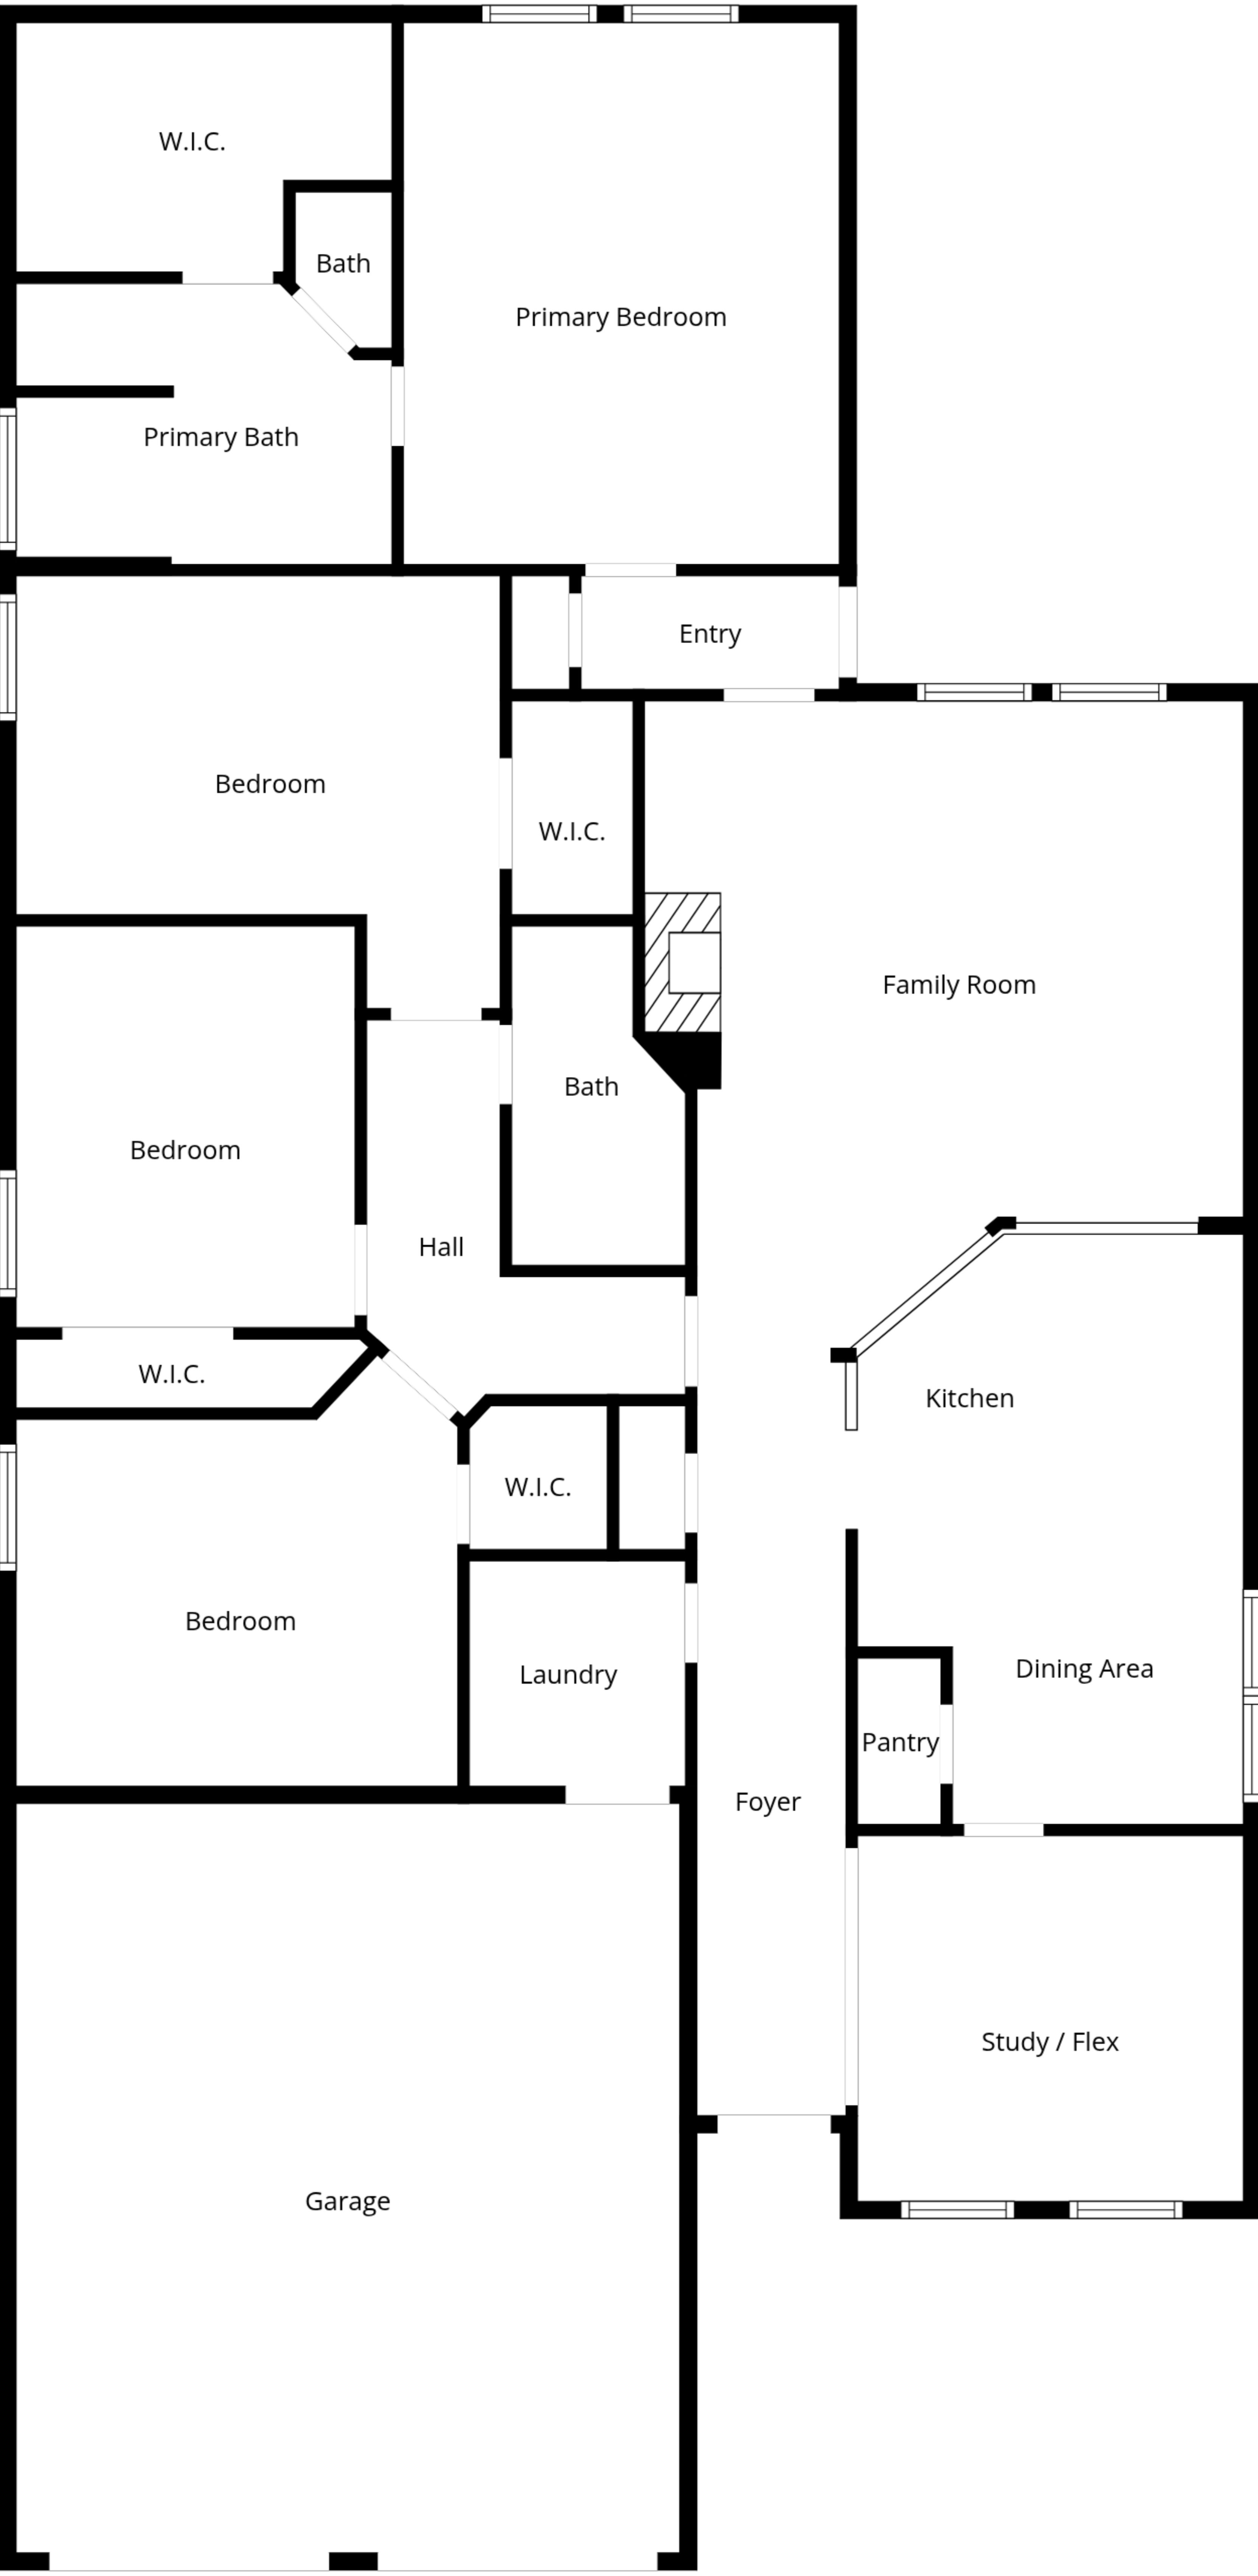 W.I.C.
Bath
Primary Bedroom
Primary Bath
Entry
Bedroom
W.I.C.
Family Room
Bath
Bedroom
Hall
W.I.C.
Kitchen
W.I.C.
Bedroom
Laundry
Dining Area
Pantry
Foyer
Study / Flex
Garage